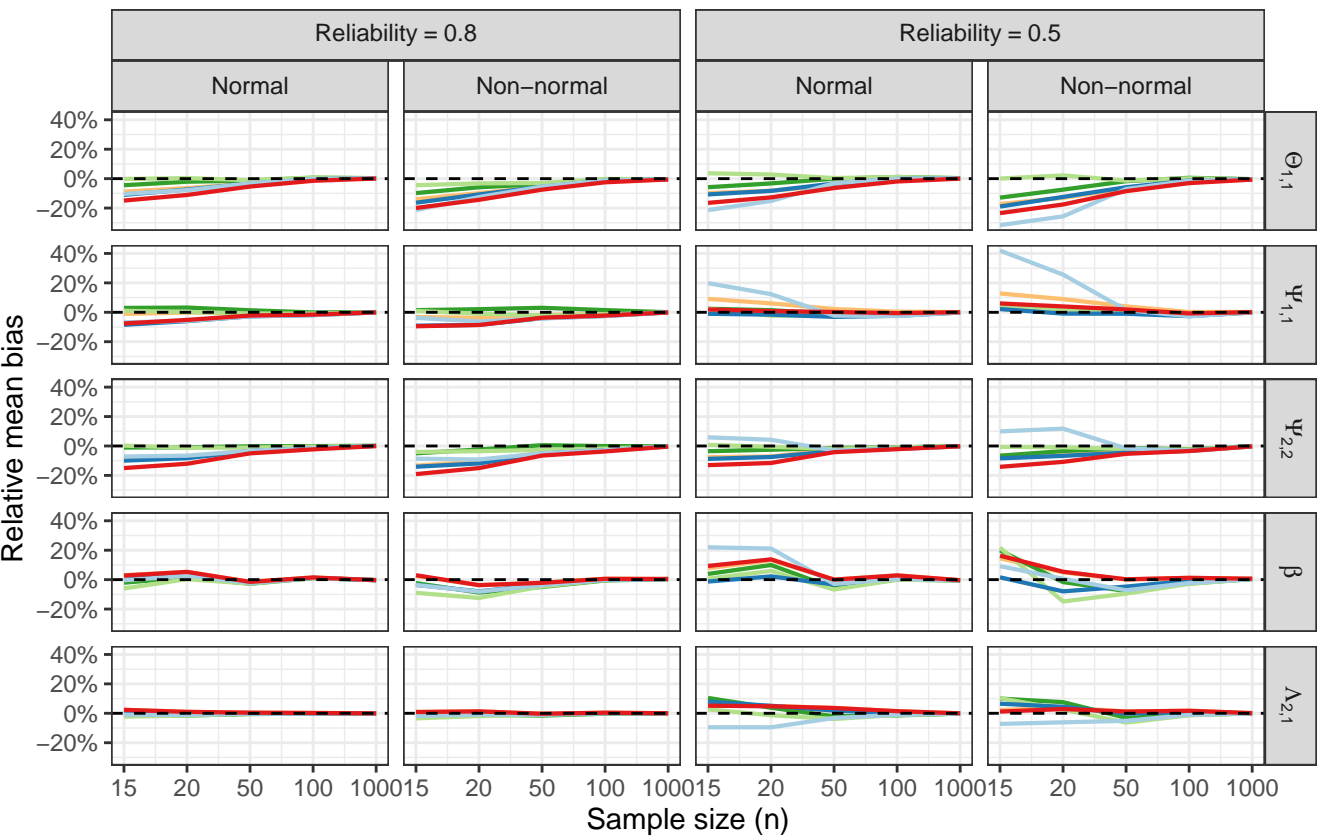 Reliability = 0.8
Reliability = 0.5
Normal
Non−normal
Normal
Non−normal
40%
20%
0%
−20%
Θ1,1
40%
20%
0%
−20%
Ψ1,1
40%
20%
0%
−20%
Ψ2,2
40%
20%
0%
−20%
β
40%
20%
0%
−20%
Λ2,1
Relative mean bias
15 20 50 100 1000
15 20 50 100 1000
15 20 50 100 1000
15 20 50 100 1000
Sample size (n)